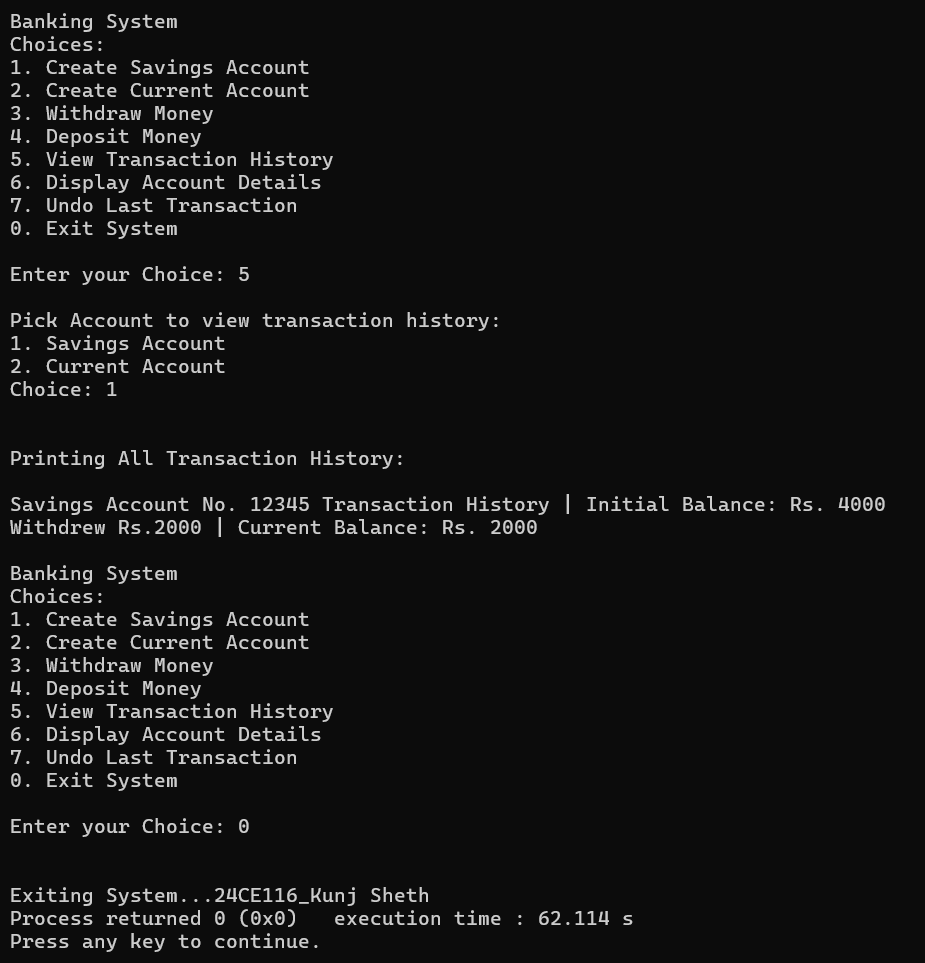 Banking System
Choices:
1. Create Savings Account
2. Create Current Account
3. Withdraw Money
4. Deposit Money
5. View Transaction History
6. Display Account Details
7. Undo Last Transaction
0. Exit System
Enter your Choice: 5
Pick Account to view transaction history:
1. Savings Account
2. Current Account
Choice: 1
Printing All Transaction History:
Savings Account No. 12345 Transaction History | Initial Balance: Rs. 4000
Withdrew Rs.2000 | Current Balance: Rs. 2000
Banking System
Choices:
1. Create Savings Account
2. Create Current Account
3. Withdraw Money
4. Deposit Money
5. View Transaction History
6. Display Account Details
7. Undo Last Transaction
0. Exit System
Enter your Choice: 0
Exiting System...24CE116_Kunj Sheth
Process returned 0 (0x0)   execution time : 62.114 s
Press any key to continue.